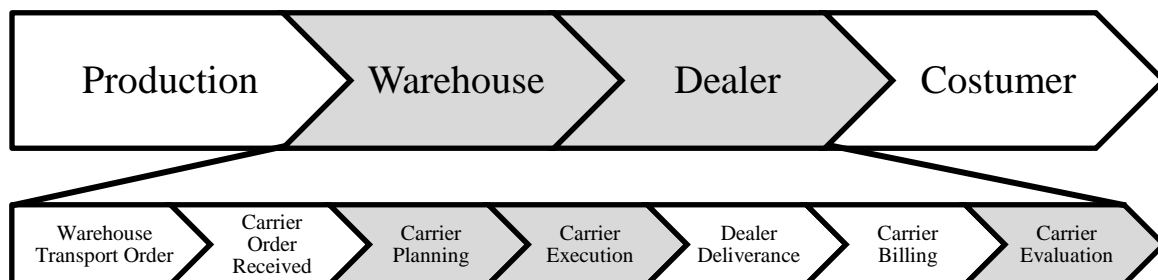 Production
Warehouse
Dealer
Costumer
Warehouse
Transport Order
Carrier
Order
Received
Carrier
Planning
Carrier
Execution
Dealer
Deliverance
Carrier
Billing
Carrier
Evaluation